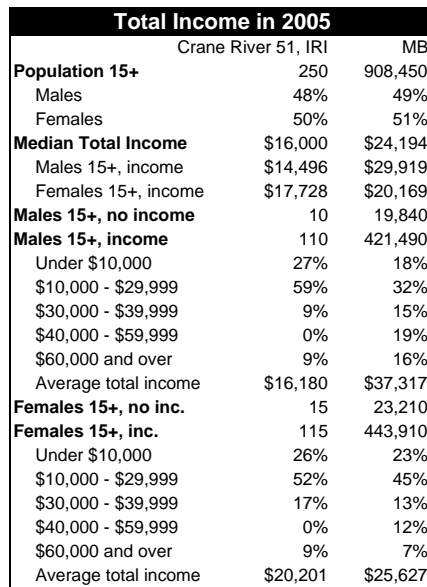 Total Income in 2005
Crane River 51, IRI MB
Population 15+ 250 908,450
Males 48% 49%
Females 50% 51%
Median Total Income $16,000 $24,194
Males 15+, income $14,496 $29,919
Females 15+, income $17,728 $20,169
Males 15+, no income 10 19,840
Males 15+, income 110 421,490
Under $10,000 27% 18%
$10,000 - $29,999 59% 32%
$30,000 - $39,999 9% 15%
$40,000 - $59,999 0% 19%
$60,000 and over 9% 16%
Average total income $16,180 $37,317
Females 15+, no inc. 15 23,210
Females 15+, inc. 115 443,910
Under $10,000 26% 23%
$10,000 - $29,999 52% 45%
$30,000 - $39,999 17% 13%
$40,000 - $59,999 0% 12%
$60,000 and over 9% 7%
Average total income $20,201 $25,627